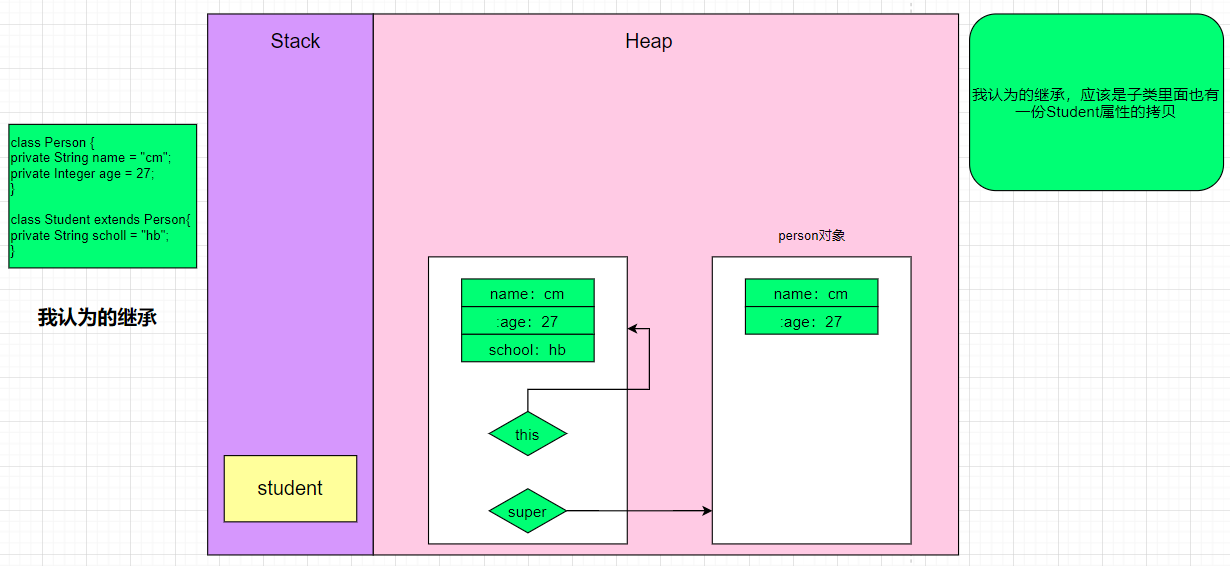 Stack
Heap
我认为的继承，应该是子类里面也有
一份Student属性的拷贝
class Person {
private String name = "cm";
private Integer age = 27;
}
class Student extends Person{
private String scholl = "hb";
}
我认为的继承
person对象
name：cm
:age：27
school：hb
name：cm
:age：27
this
student
super